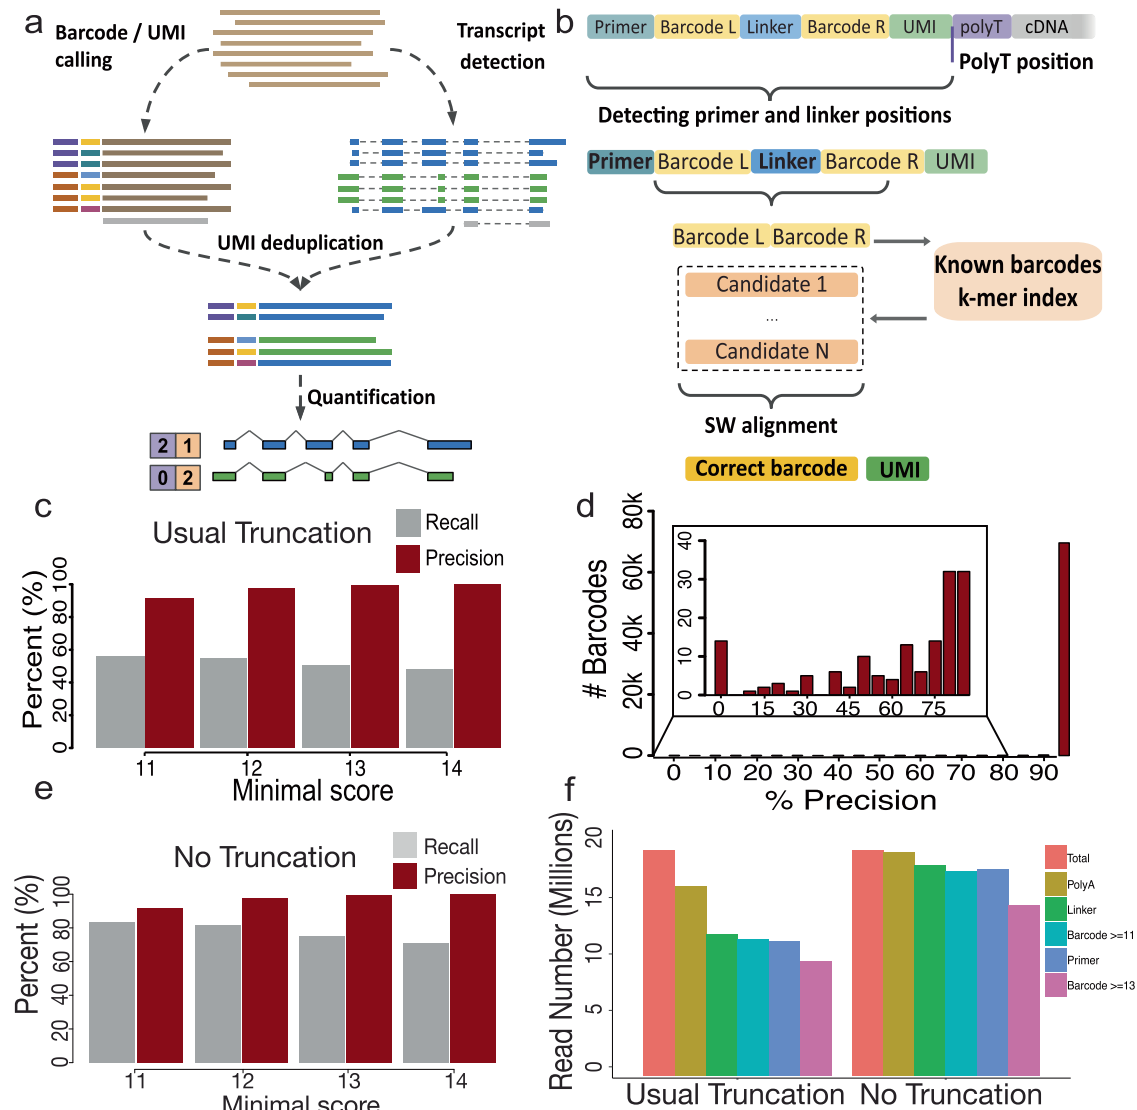 a
Barcode / UMI
calling
Transcript
detection
UMI deduplication
Quantification
2 1
0 2
b
Primer Barcode L Linker Barcode R UMI polyT cDNA
PolyT position
Detecting primer and linker positions
Primer Barcode L Linker Barcode R UMI
Barcode L Barcode R
Known barcodes
k-mer index
Candidate 1
...
Candidate N
SW alignment
Correct barcode UMI
c
Usual Truncation
Recall
Precision
Percent (%)
0 20 40 60 80 100
11 12 13 14
Minimal score
d
# Barcodes
0 20k 40k 60k 80k
0 10 20 30 40
0 15 30 45 60 75
0 10 20 30 40 50 60 70 80 90
% Precision
e
No Truncation
Recall
Precision
Percent (%)
0 20 40 60 80 100
11 12 13 14
Minimal score
f
Read Number (Millions)
0 5 10 15 20
Usual Truncation No Truncation
Total
PolyA
Linker
Barcode >=11
Primer
Barcode >=13